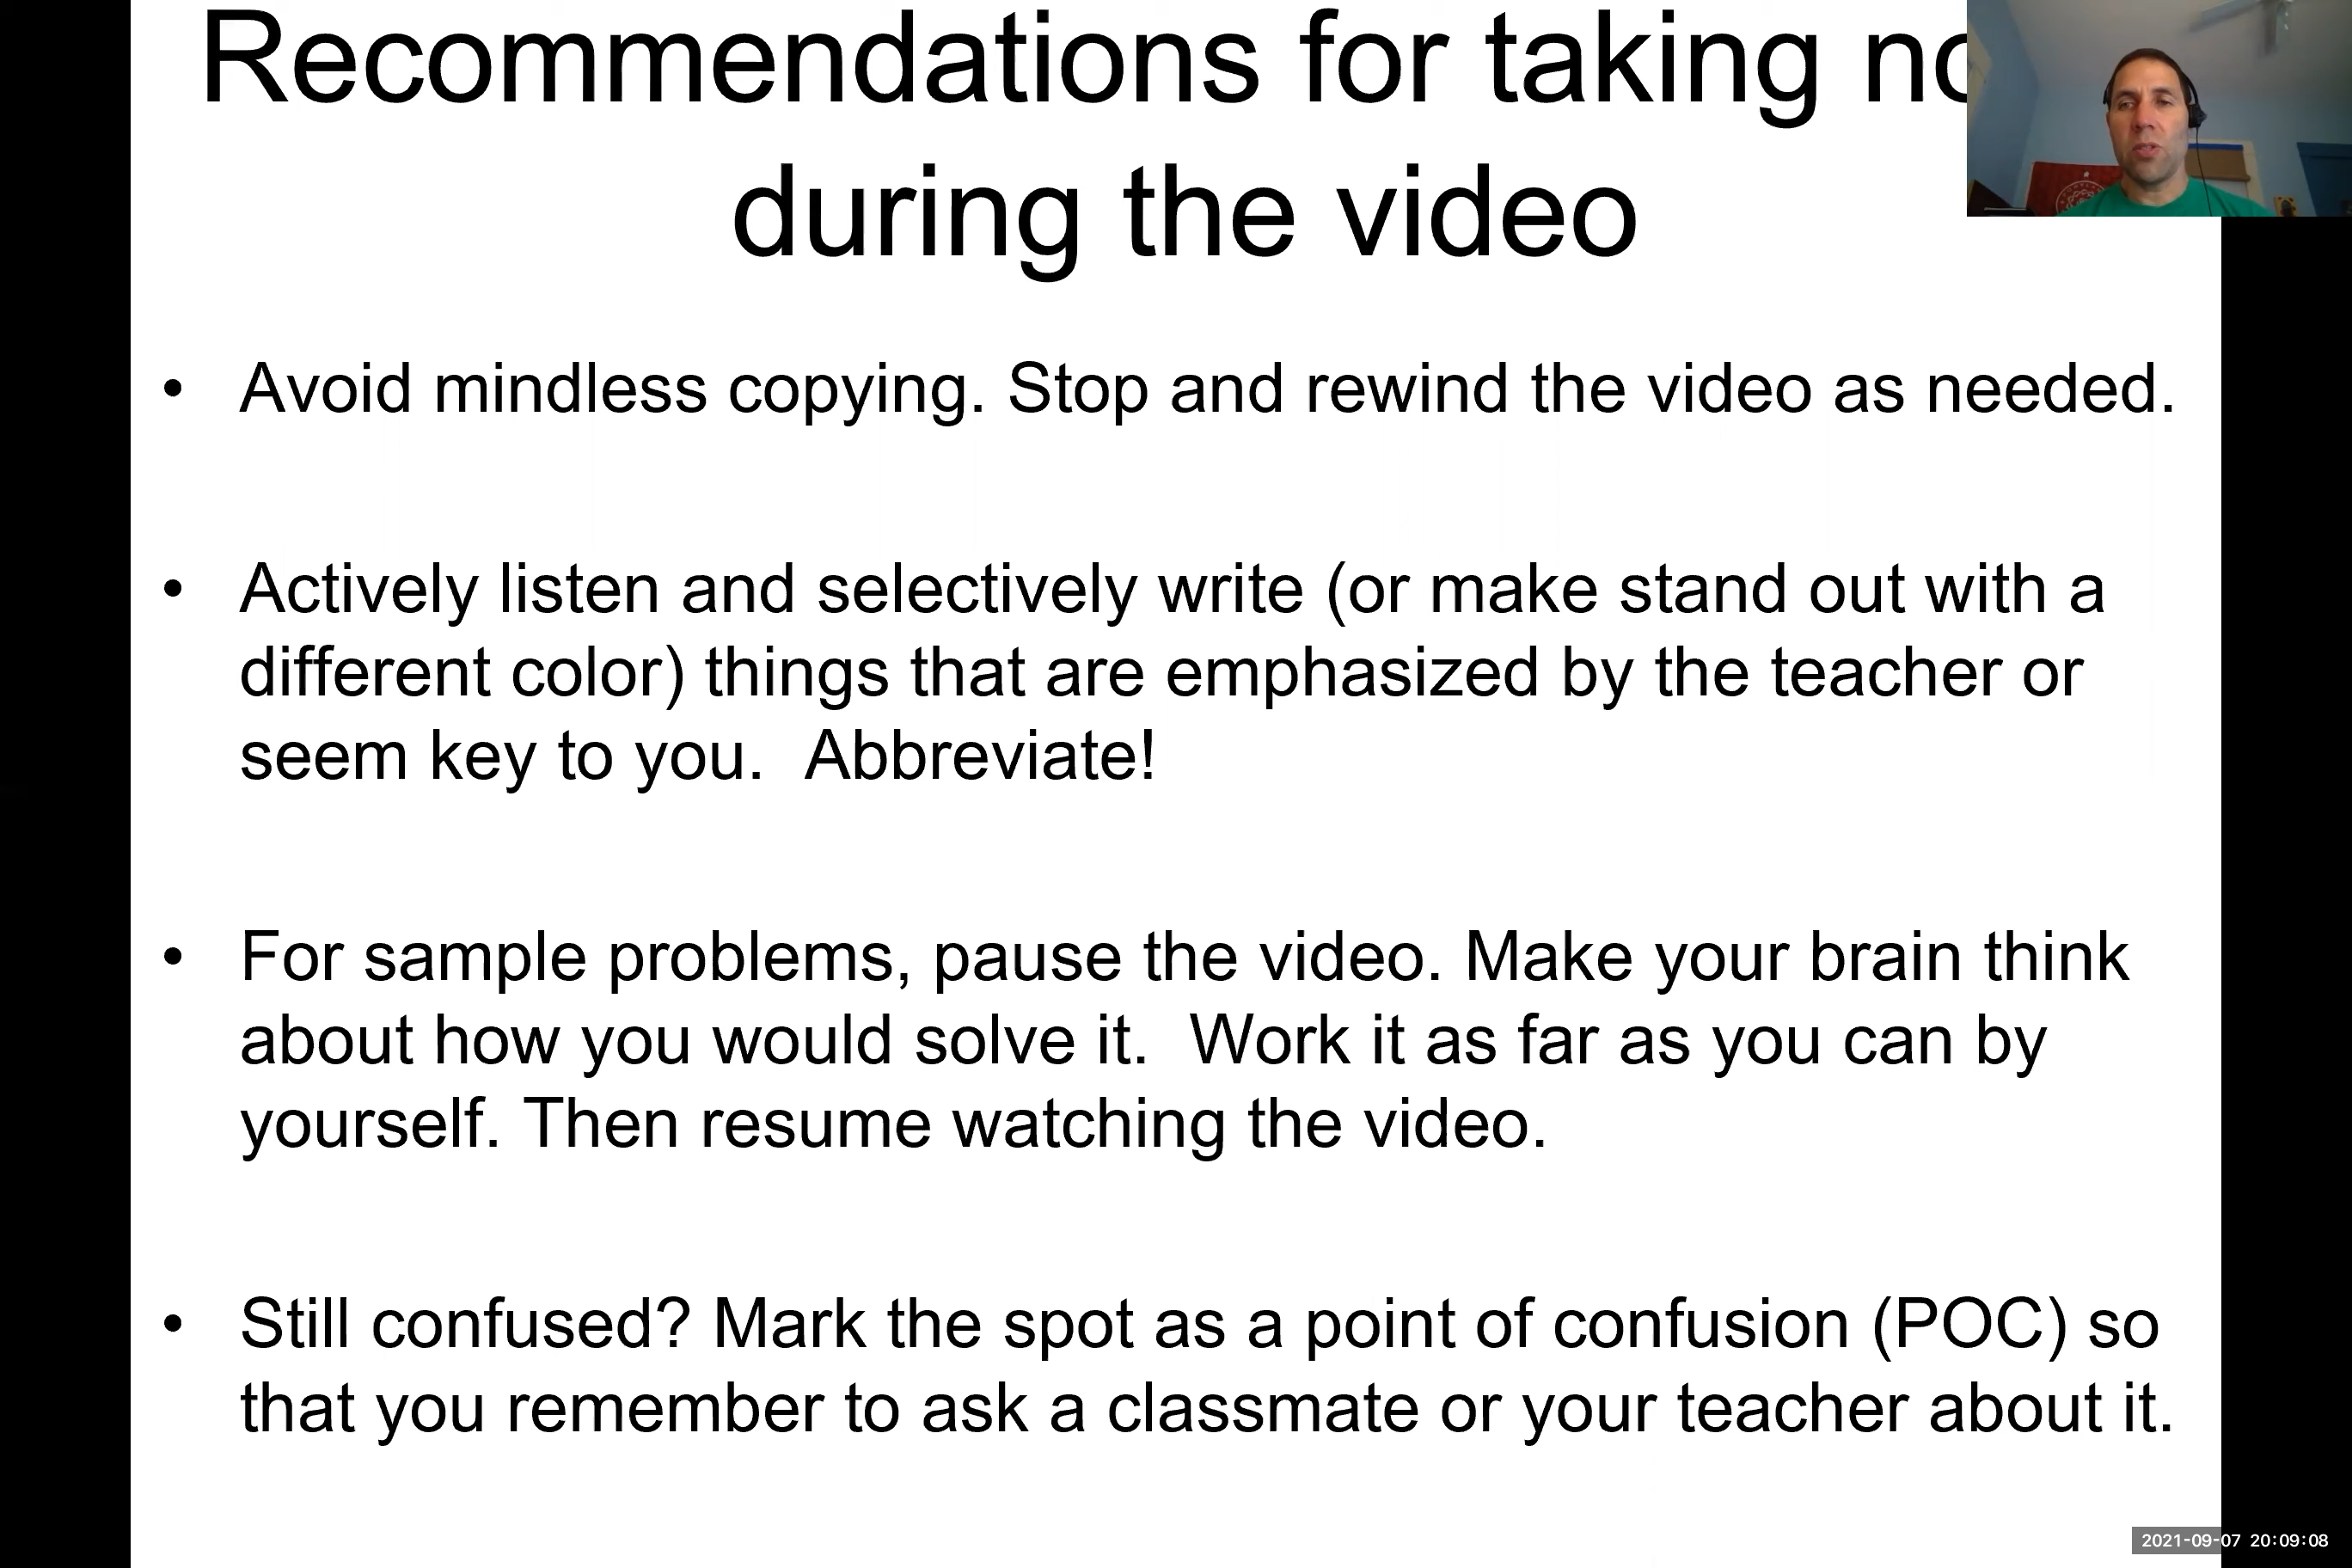 Recommendations for taking
during the video
• Avoid mindless copying. Stop and rewind the video as needed.
• Actively listen and selectively write (or make stand out with a
different color) things that are emphasized by the teacher or
seem key to you.  Abbreviate!
• For sample problems, pause the video. Make your brain think
about how you would solve it.  Work it as far as you can by
yourself. Then resume watching the video.
• Still confused? Mark the spot as a point of confusion (POC) so
that you remember to ask a classmate or your teacher about it.
2021-09-07 20:09:08